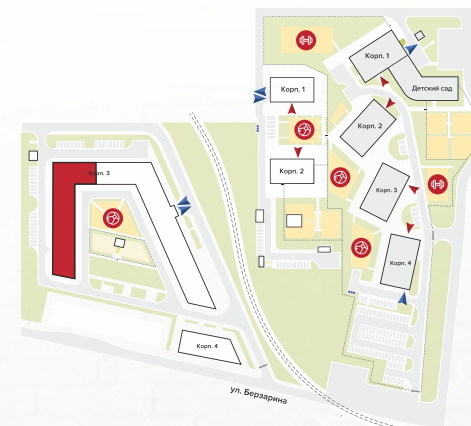 Корп. 1
Детский сад
Корп. 1
Корп. 2
Корп. 2
Корп. 3
Корп. 3
Корп. 4
Корп. 4
ул. Берзарина